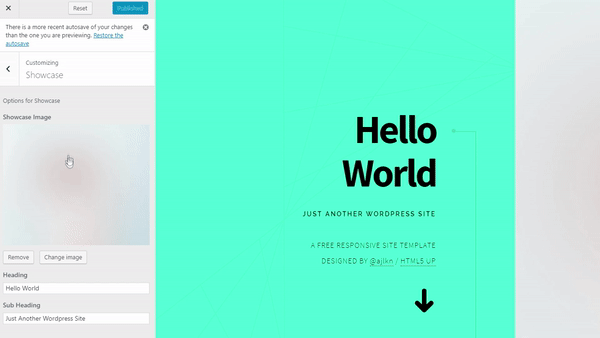 Reset
Published
There is a more recent autosave of your changes
than the one you are previewing. Restore the
autosave
Customizing
Showcase
Options for Showcase
Showcase Image
Remove
Change image
Heading
Hello World
Sub Heading
Just Another Wordpress Site
Hello
World
JUST ANOTHER WORDPRESS SITE
A FREE RESPONSIVE SITE TEMPLATE
DESIGNED BY @ajlkn / HTML5 UP